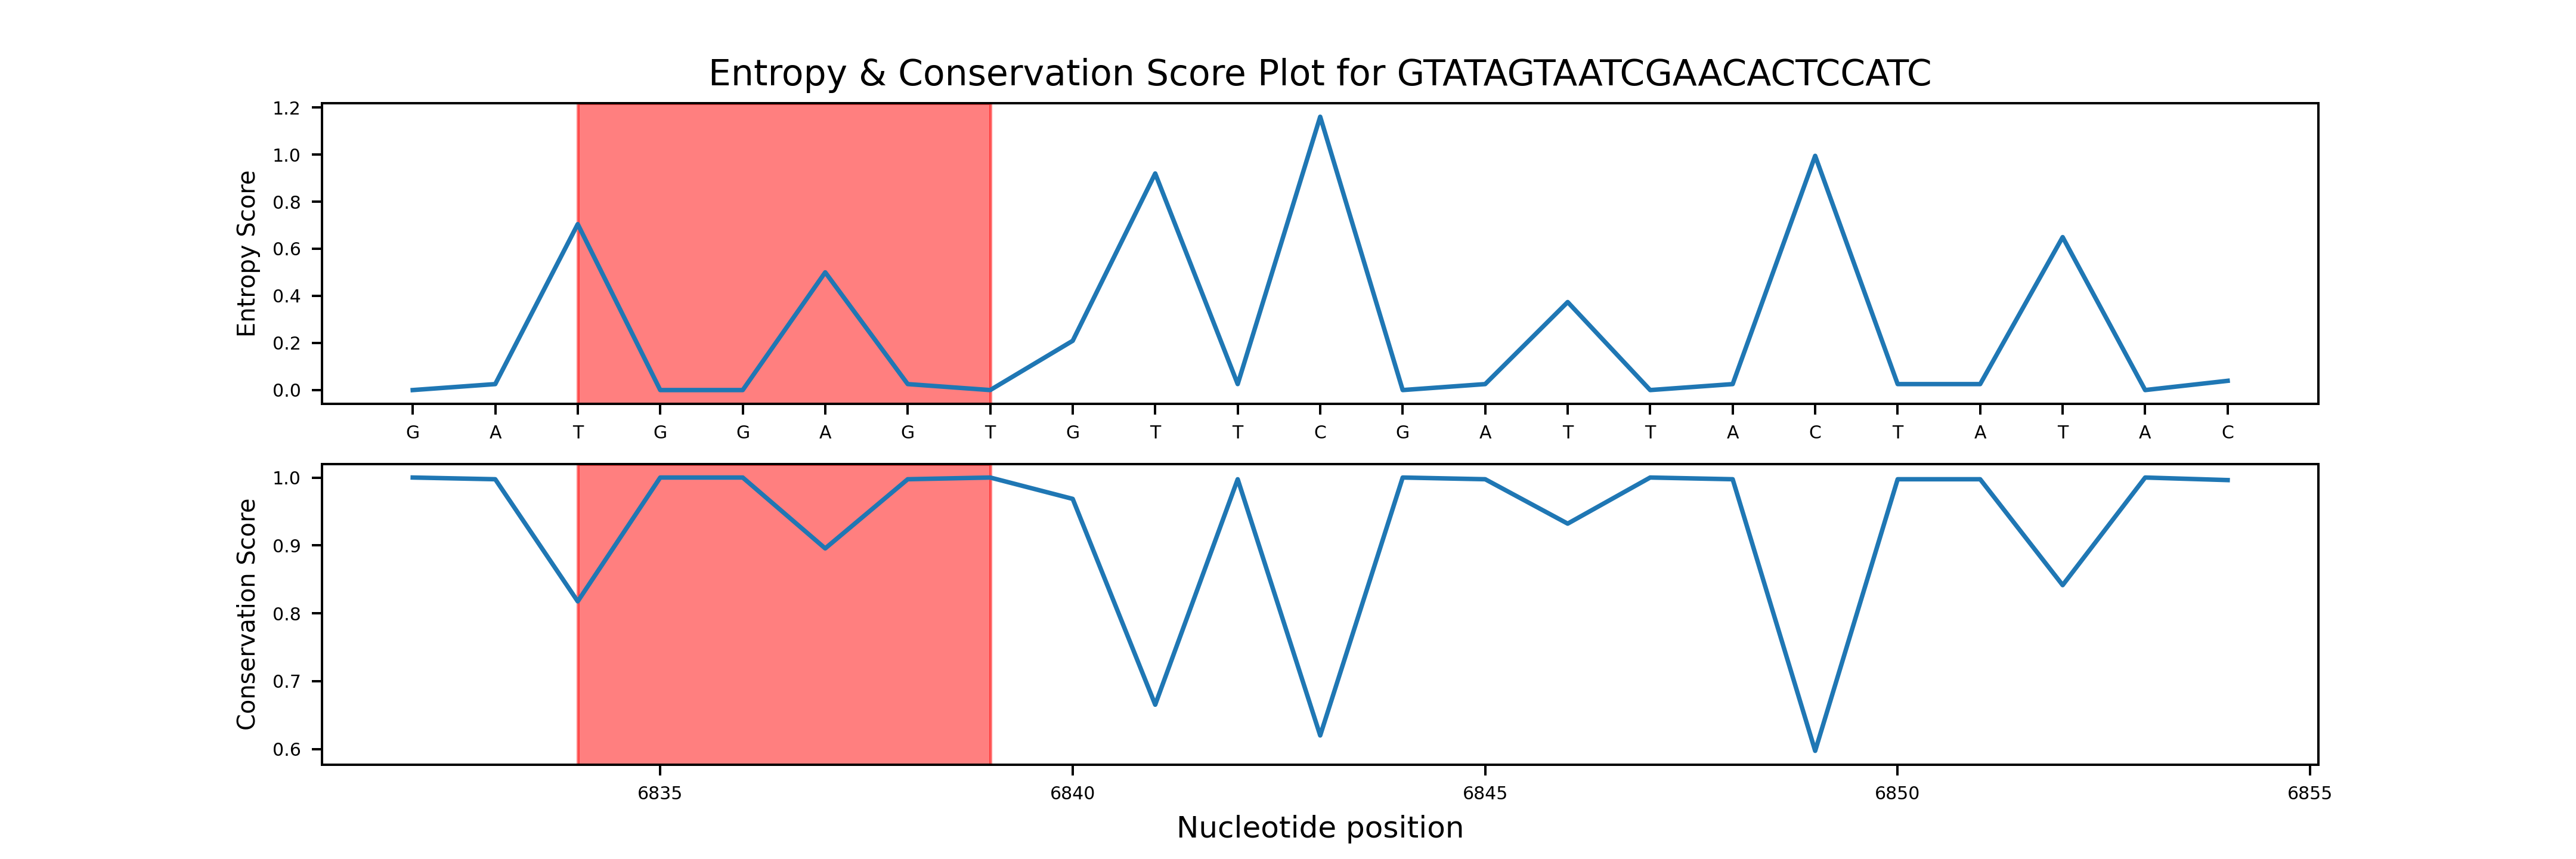 Entropy & Conservation Score Plot for GTATAGTAATCGAACACTCCATC
Entropy Score
1.2
1.0
0.8
0.6
0.4
0.2
0.0
G A T G G A G T G T T C G A T T A C T A T A C
Conservation Score
1.0
0.9
0.8
0.7
0.6
6835 6840 6845 6850 6855
Nucleotide position